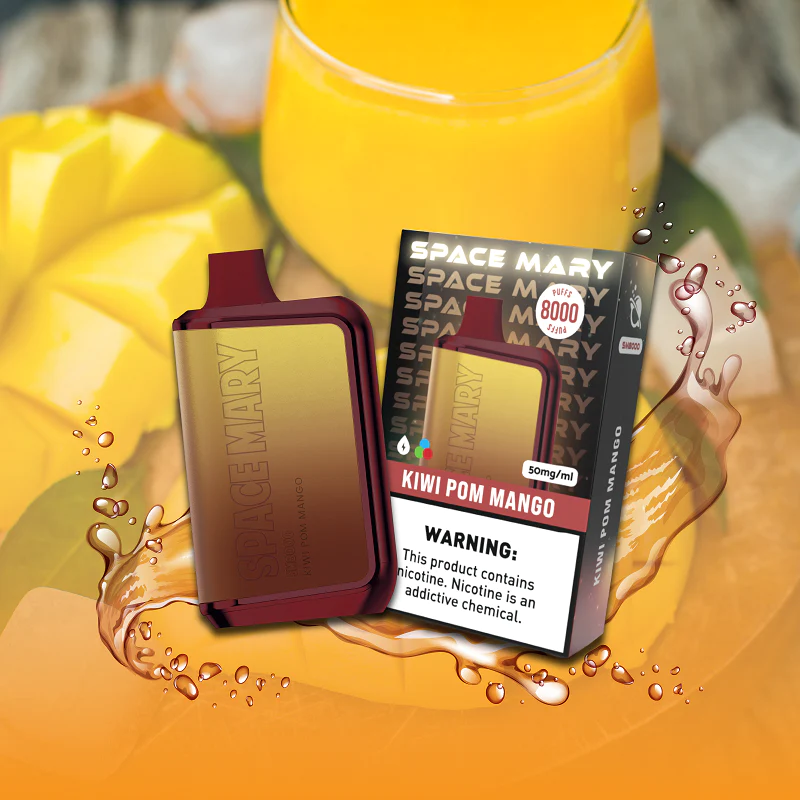 SPACE MARY
KIWI POM MANGO
SPACE MARY
SPACE MARY
SPACE MARY
PUFFS
8000
PUFFS
SPACE MARY
50mg/ml
KIWI POM MANGO
WARNING:
This product contains
nicotine. Nicotine is an
addictive chemical.
SM8000
KIWI POM MANGO